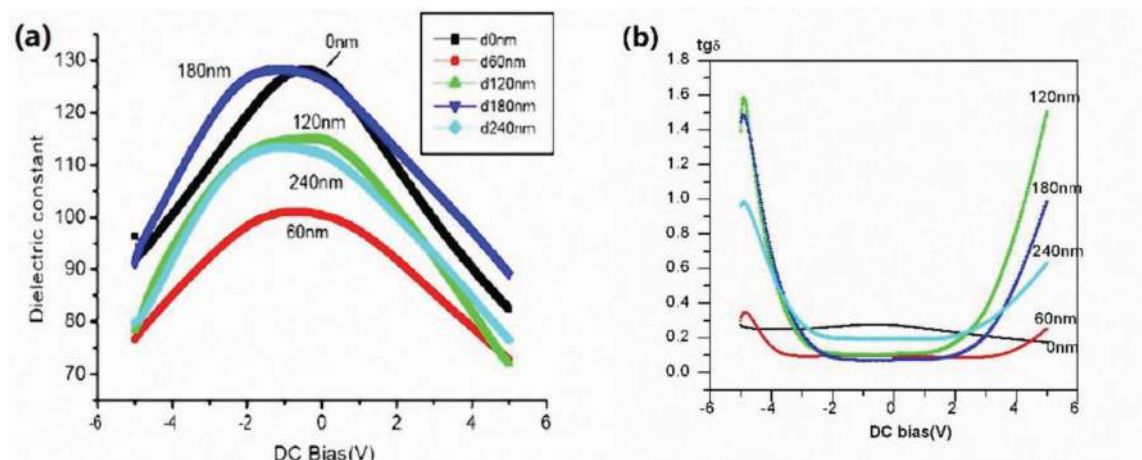 (a)
Dielectric constant
130
120
110
100
90
80
70
-6
-4
-2
0
2
4
6
DC Bias(V)
180nm
0nm
120nm
240nm
60nm
d0nm
d60nm
d120nm
d180nm
d240nm
(b)
tgδ
1.8
1.6
1.4
1.2
1.0
0.8
0.6
0.4
0.2
0.0
-6
-4
-2
0
2
4
6
DC bias(V)
120nm
180nm
240nm
60nm
0nm